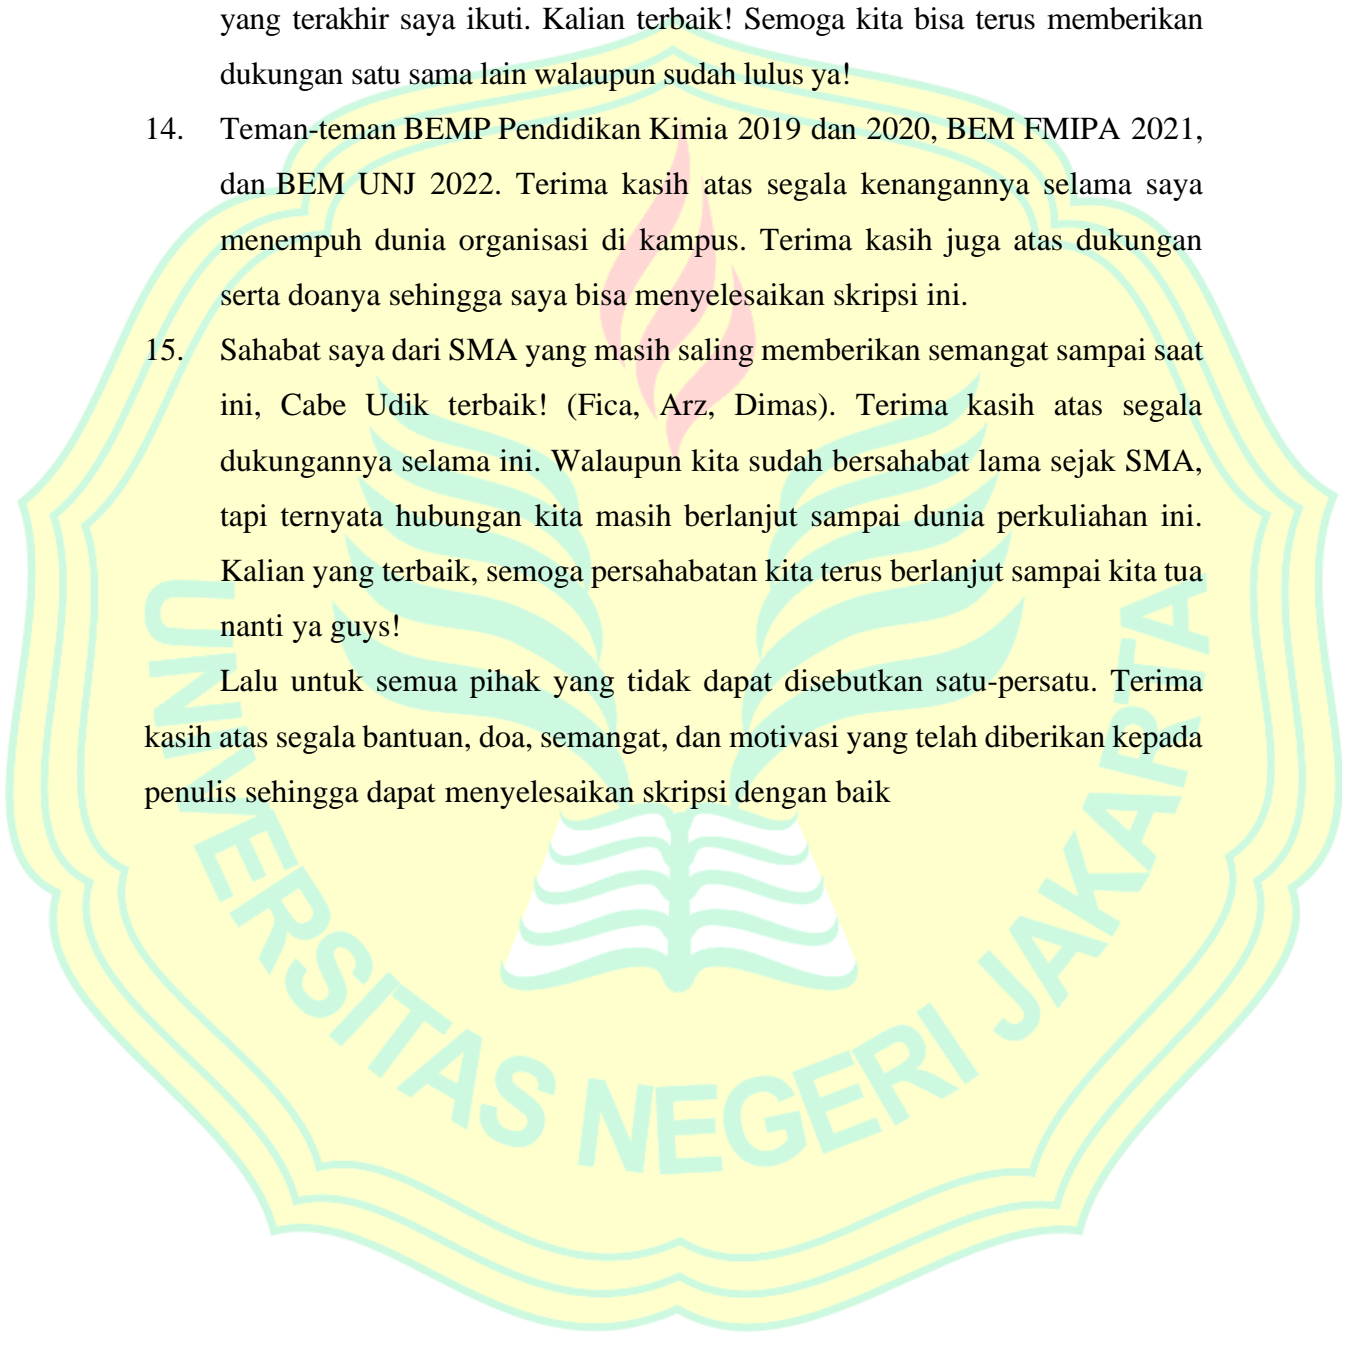 yang terakhir saya ikuti. Kalian terbaik! Semoga kita bisa terus memberikan
dukungan satu sama lain walaupun sudah lulus ya!
14. Teman-teman BEMP Pendidikan Kimia 2019 dan 2020, BEM FMIPA 2021,
dan BEM UNJ 2022. Terima kasih atas segala kenangannya selama saya
menempuh dunia organisasi di kampus. Terima kasih juga atas dukungan
serta doanya sehingga saya bisa menyelesaikan skripsi ini.
15. Sahabat saya dari SMA yang masih saling memberikan semangat sampai saat
ini, Cabe Udik terbaik! (Fica, Arz, Dimas). Terima kasih atas segala
dukungannya selama ini. Walaupun kita sudah bersahabat lama sejak SMA,
tapi ternyata hubungan kita masih berlanjut sampai dunia perkuliahan ini.
Kalian yang terbaik, semoga persahabatan kita terus berlanjut sampai kita tua
nanti ya guys!
Lalu untuk semua pihak yang tidak dapat disebutkan satu-persatu. Terima
kasih atas segala bantuan, doa, semangat, dan motivasi yang telah diberikan kepada
penulis sehingga dapat menyelesaikan skripsi dengan baik
UNIVERSITAS NEGERI JAKARTA